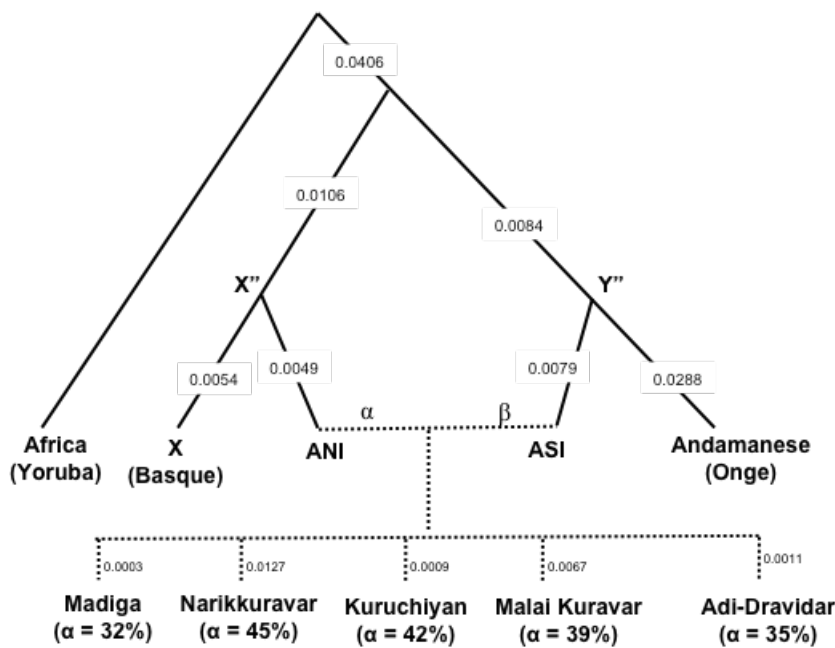 0.0406
0.0106
0.0084
X” Y”
0.0054 0.0049 0.0079 0.0288
α β
Africa
(Yoruba)
X
(Basque)
ANI
ASI
Andamanese
(Onge)
0.0003 0.0127 0.0009 0.0067 0.0011
Madiga
(α = 32%)
Narikkuravar
(α = 45%)
Kuruchiyan
(α = 42%)
Malai Kuravar
(α = 39%)
Adi-Dravidar
(α = 35%)